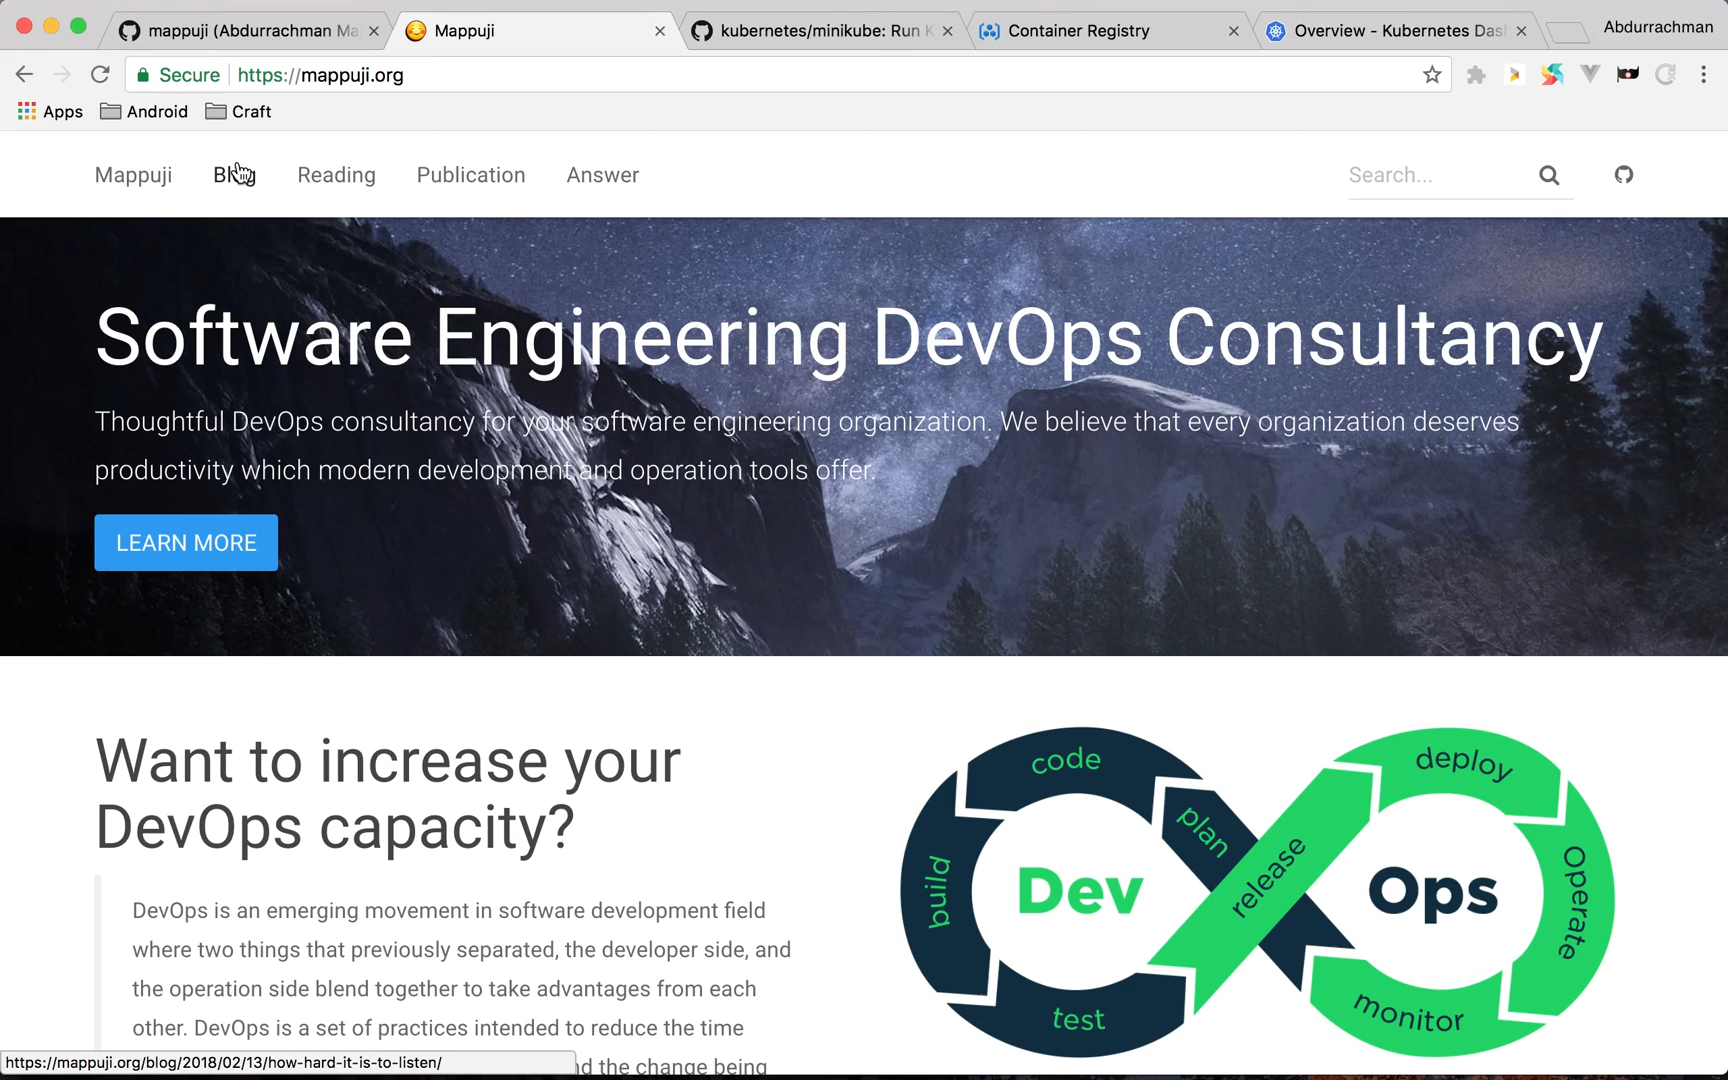 mappuji (Abdurrachman Ma
Mappuji
kubernetes/minikube: Run K
Container Registry
Overview - Kubernetes Das
Abdurrachman
Secure
https://mappuji.org
Apps
Android
Craft
Mappuji
Blog
Reading
Publication
Answer
Search...
Software Engineering DevOps Consultancy
Thoughtful DevOps consultancy for your software engineering organization. We believe that every organization deserves
productivity which modern development and operation tools offer.
LEARN MORE
Want to increase your
DevOps capacity?
DevOps is an emerging movement in software development field
where two things that previously separated, the developer side, and
the operation side blend together to take advantages from each
other. DevOps is a set of practices intended to reduce the time
nd the change being
code
plan
build
test
Dev
release
deploy
Operate
monitor
Ops
https://mappuji.org/blog/2018/02/13/how-hard-it-is-to-listen/